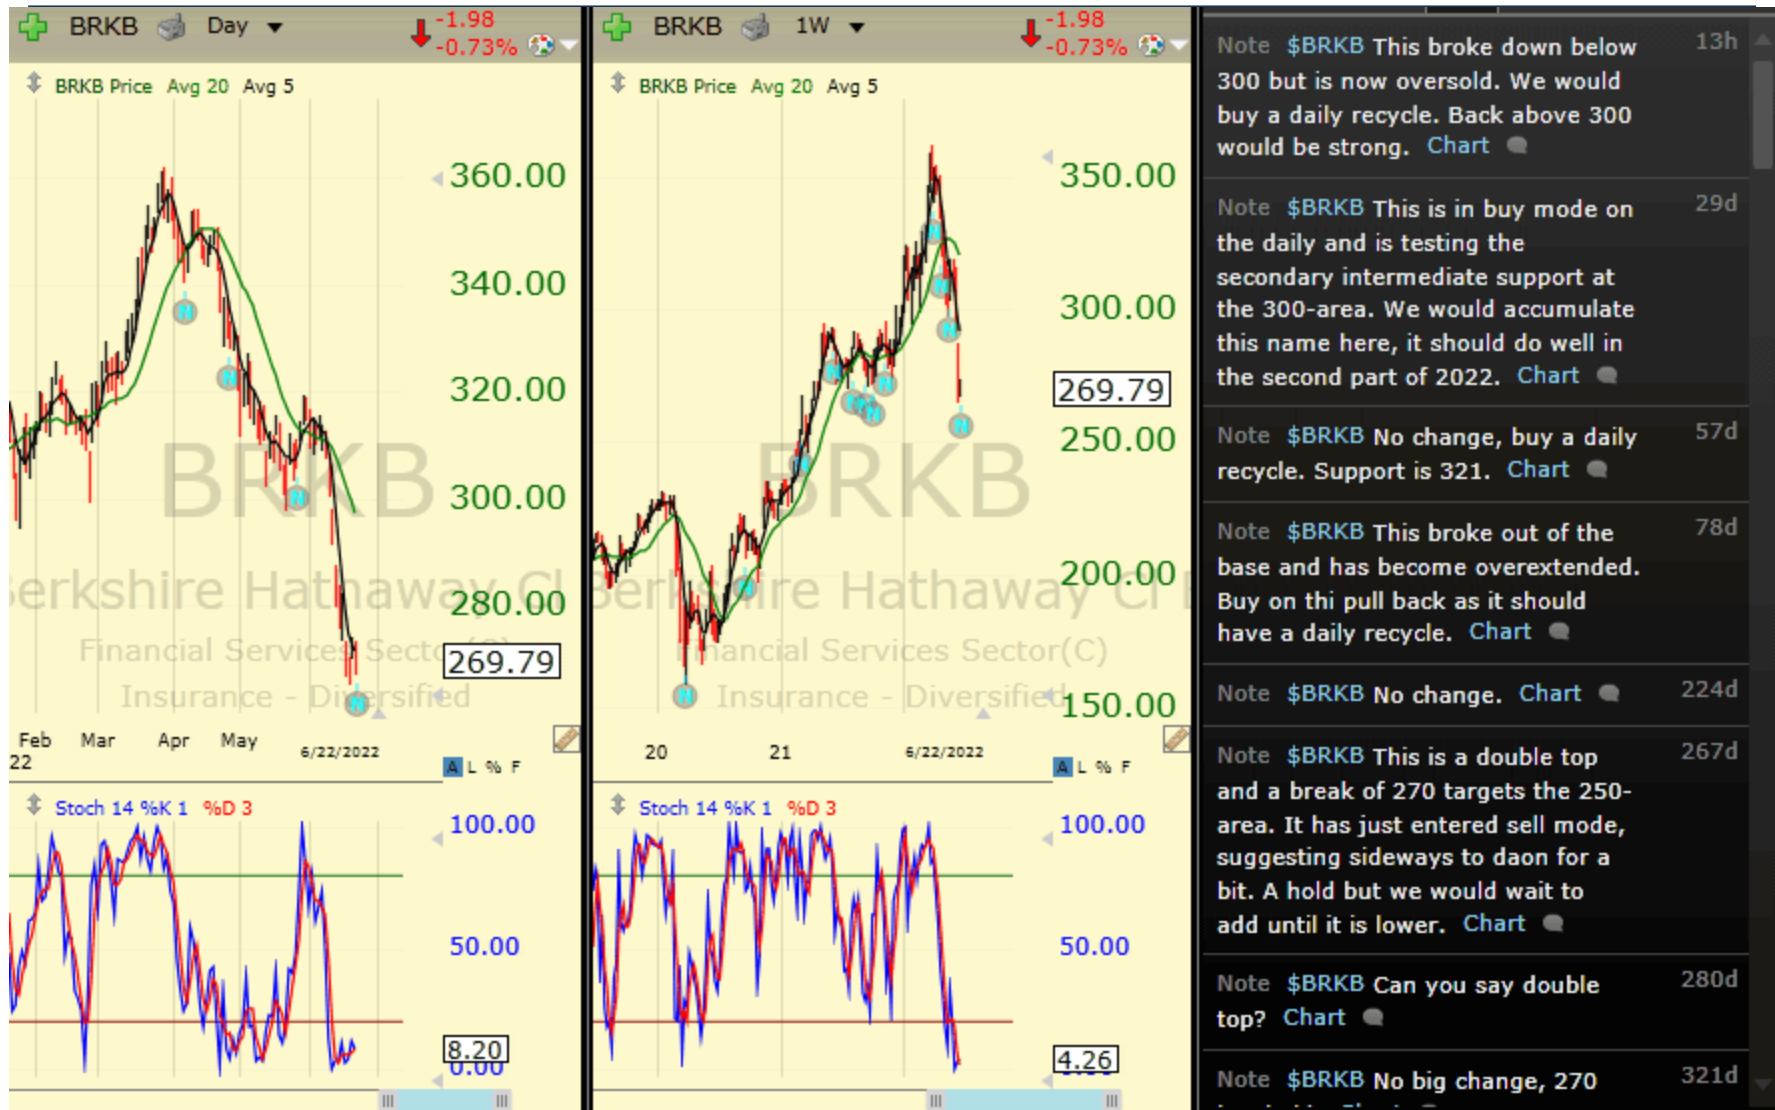 BRKB Day -1.98
-0.73%
BRKB Price Avg 20 Avg 5
360.00
340.00
320.00
300.00
280.00
269.79
BRKB
Berkshire Hathaway Cl
Financial Services Sector(C)
Insurance - Diversified
N
N
N
N
Feb Mar Apr May 6/22/2022
22
A L % F
Stoch 14 %K 1 %D 3
100.00
50.00
8.20
0.00
BRKB 1W -1.98
-0.73%
BRKB Price Avg 20 Avg 5
350.00
300.00
269.79
250.00
200.00
150.00
BRKB
Berkshire Hathaway Cl B
Financial Services Sector(C)
Insurance - Diversified
N
N
N
N
N
N
N
N
N
N
N
20 21 6/22/2022
A L % F
Stoch 14 %K 1 %D 3
100.00
50.00
4.26
Note $BRKB This broke down below 13h
300 but is now oversold. We would
buy a daily recycle. Back above 300
would be strong. Chart
Note $BRKB This is in buy mode on 29d
the daily and is testing the
secondary intermediate support at
the 300-area. We would accumulate
this name here, it should do well in
the second part of 2022. Chart
Note $BRKB No change, buy a daily 57d
recycle. Support is 321. Chart
Note $BRKB This broke out of the 78d
base and has become overextended.
Buy on thi pull back as it should
have a daily recycle. Chart
Note $BRKB No change. Chart 224d
Note $BRKB This is a double top 267d
and a break of 270 targets the 250-
area. It has just entered sell mode,
suggesting sideways to daon for a
bit. A hold but we would wait to
add until it is lower. Chart
Note $BRKB Can you say double 280d
top? Chart
Note $BRKB No big change, 270 321d